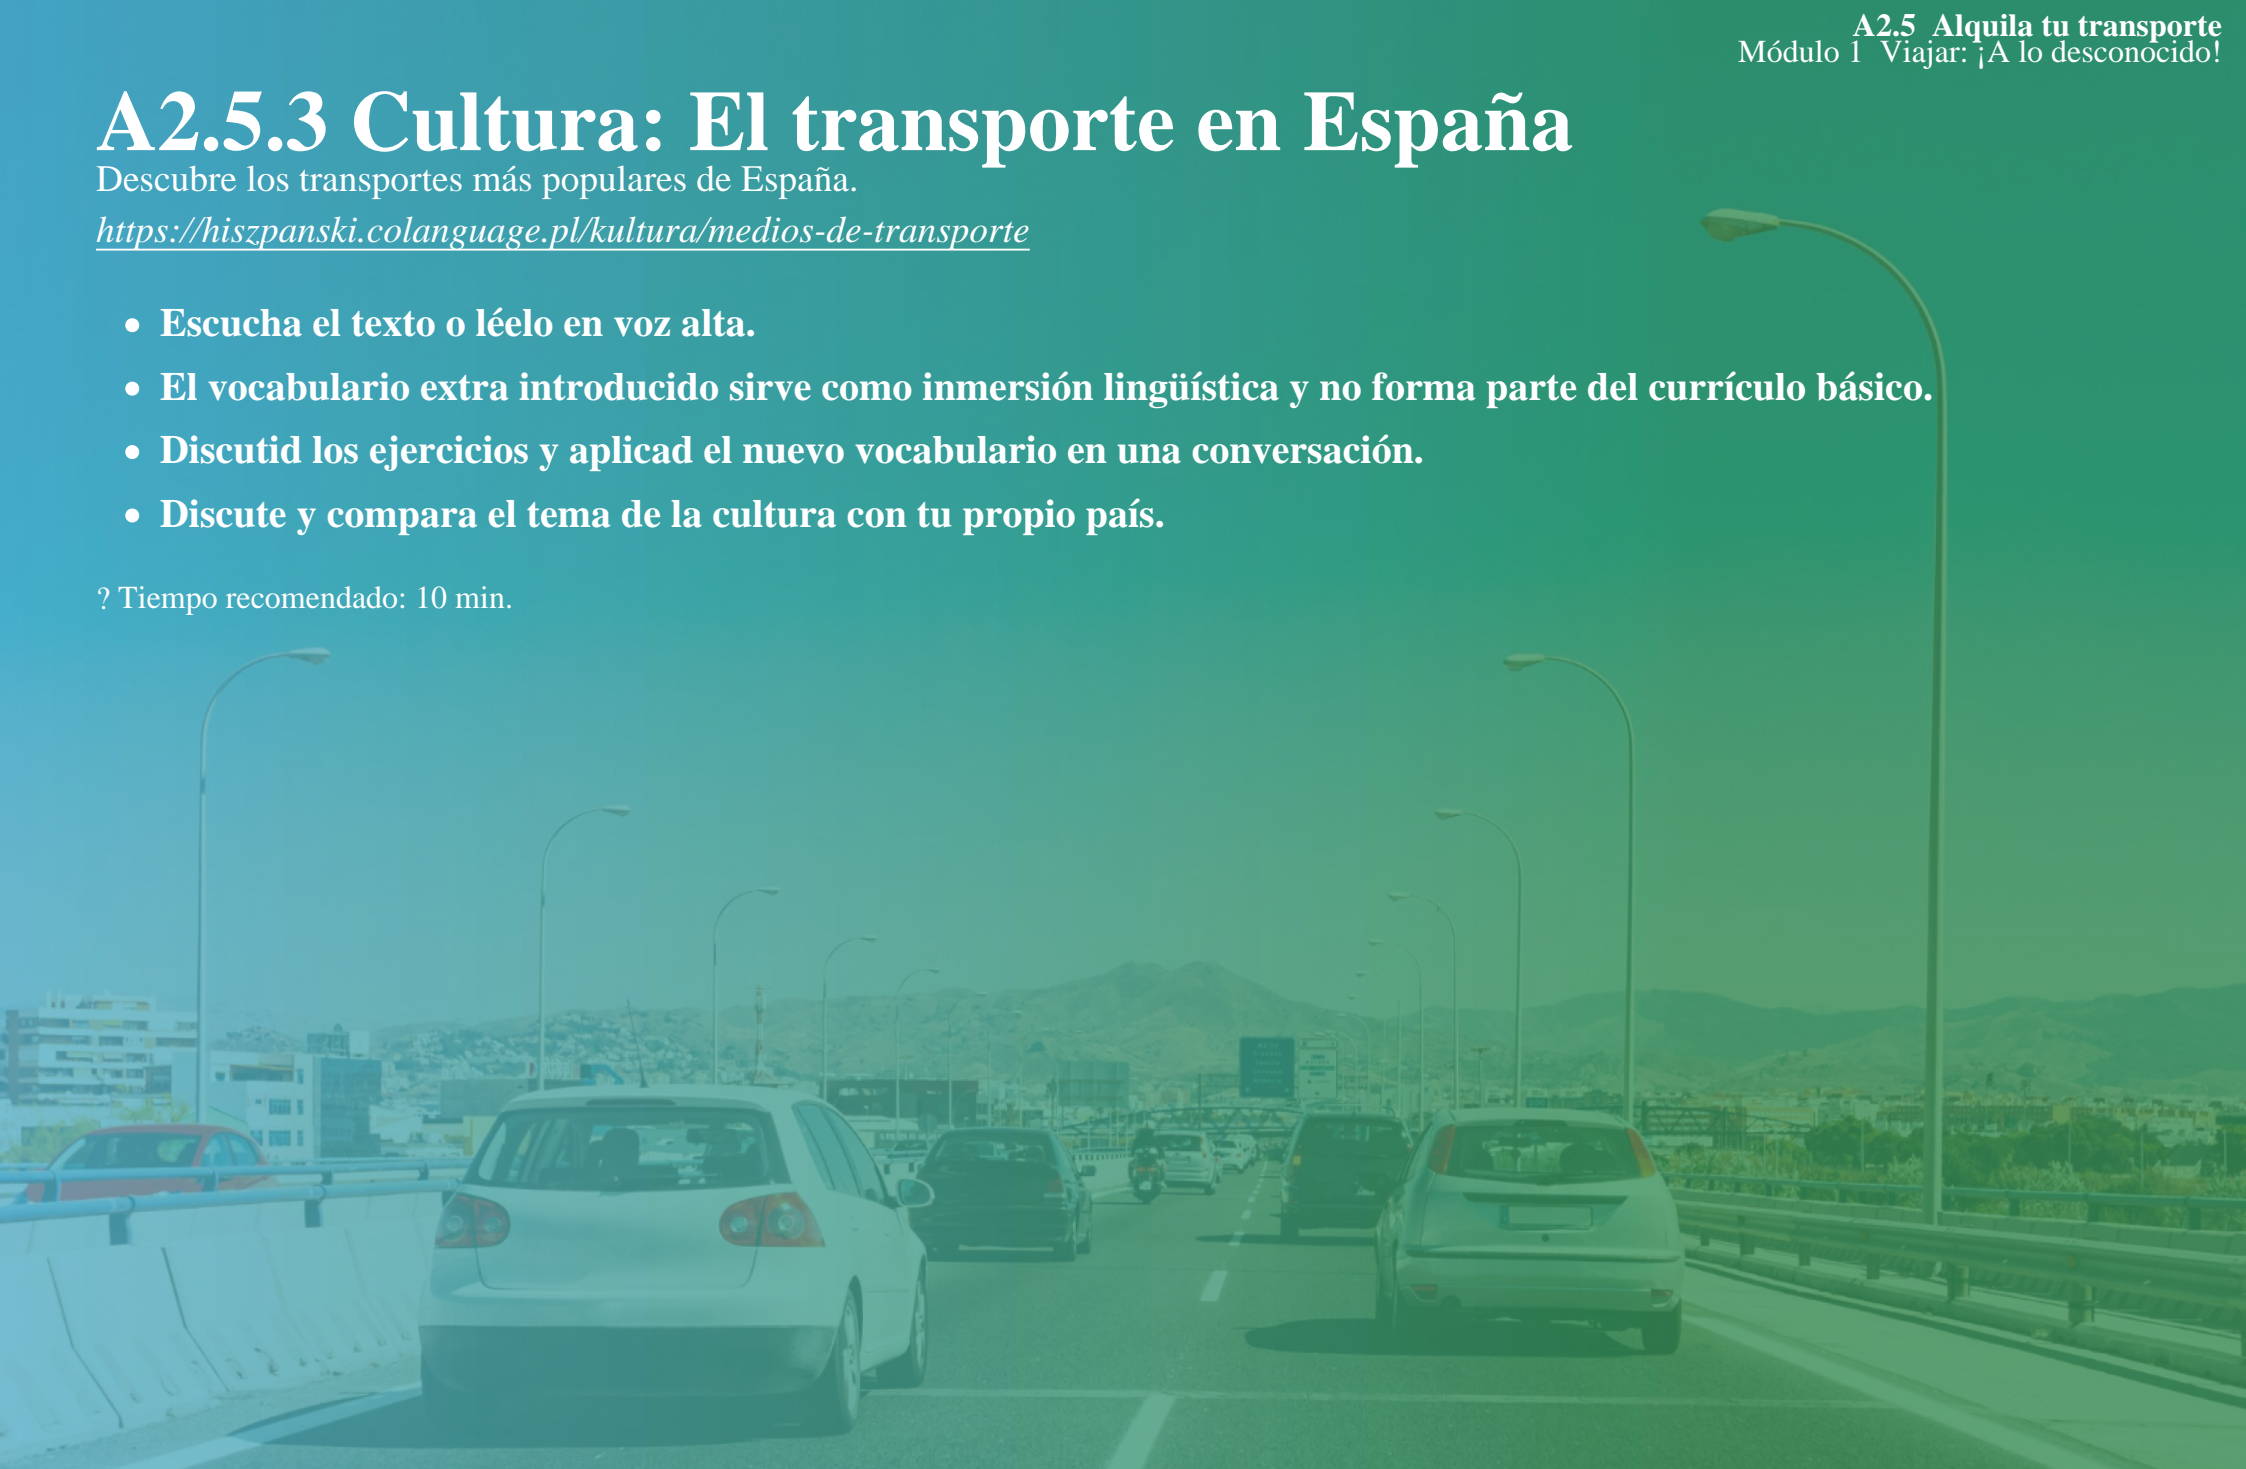 A2.5 Alquila tu transporte
Módulo 1 Viajar: ¡A lo desconocido!
A2.5.3 Cultura: El transporte en España
Descubre los transportes más populares de España.
https://hiszpanski.colanguage.pl/kultura/medios-de-transporte
• Escucha el texto o léelo en voz alta.
• El vocabulario extra introducido sirve como inmersión lingüística y no forma parte del currículo básico.
• Discutid los ejercicios y aplicad el nuevo vocabulario en una conversación.
• Discute y compara el tema de la cultura con tu propio país.
? Tiempo recomendado: 10 min.